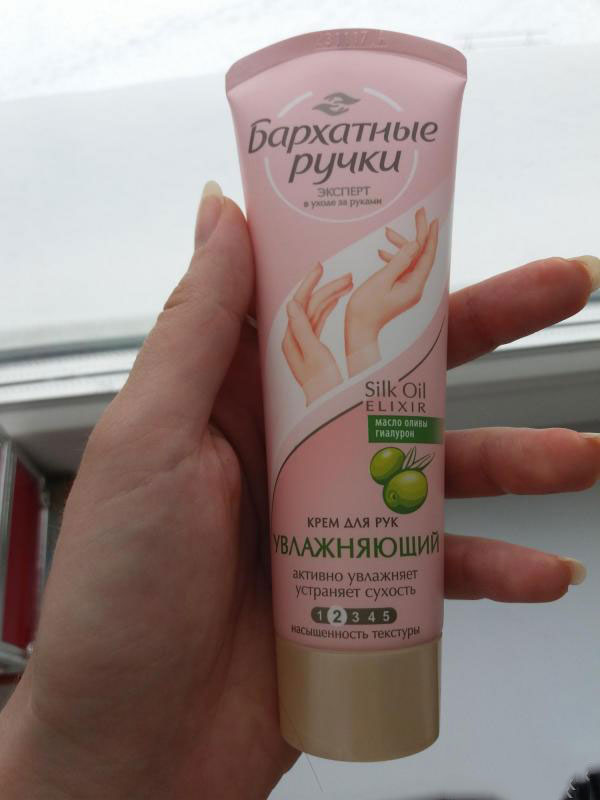 Бархатные
ручки
ЭКСПЕРТ
в уходе за руками
Silk Oil
ELIXIR
масло оливы
гиалурон
КРЕМ ДЛЯ РУК
УВЛАЖНЯЮЩИЙ
активно увлажняет
устраняет сухость
1 2 3 4 5
насыщенность текстуры